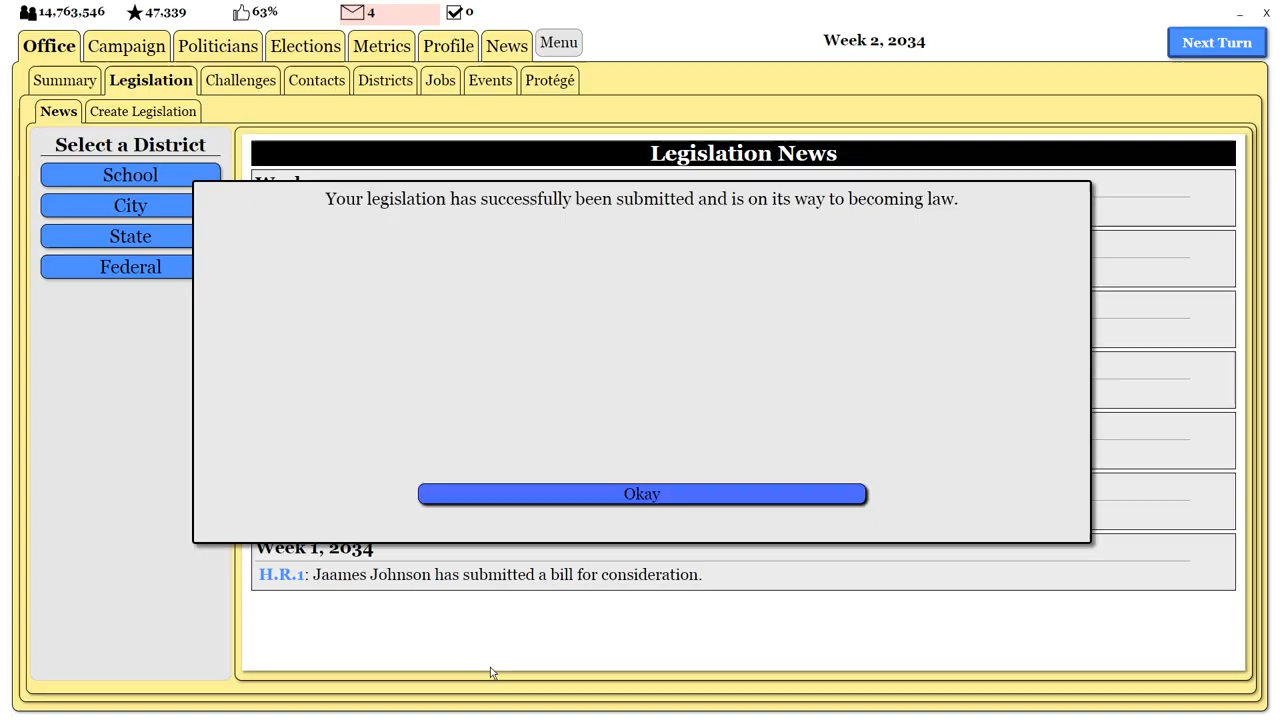 14,763,546 47,339 63% 4 0 _ X
Office Campaign Politicians Elections Metrics Profile News Menu Week 2, 2034 Next Turn
Summary Legislation Challenges Contacts Districts Jobs Events Protégé
News Create Legislation
Select a District
School
City
State
Federal
Legislation News
Your legislation has successfully been submitted and is on its way to becoming law.
Okay
Week 1, 2034
H.R.1: Jaames Johnson has submitted a bill for consideration.